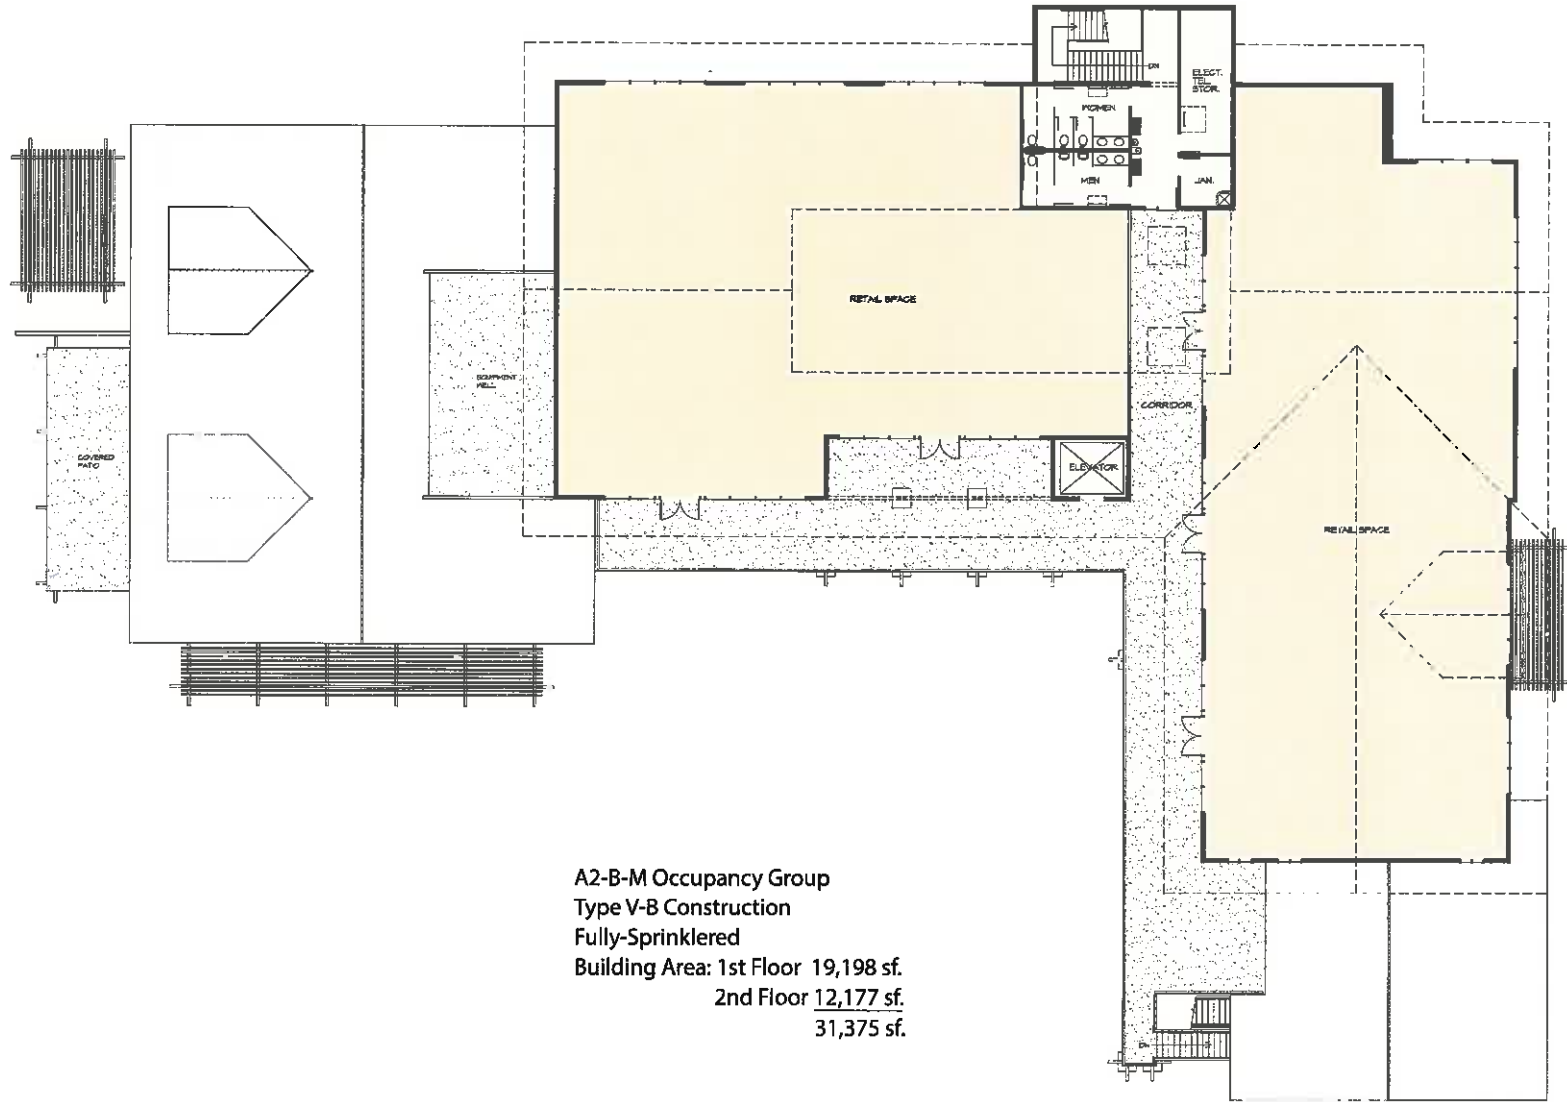 DN
ELECT.
TEL.
STOR.
WOMEN
MEN
JAN.
RETAIL SPACE
EQUIPMENT
WELL
CORRIDOR
COVERED
PATIO
ELEVATOR
RETAIL SPACE
A2-B-M Occupancy Group
Type V-B Construction
Fully-Sprinklered
Building Area: 1st Floor 19,198 sf.
2nd Floor 12,177 sf.
31,375 sf.
DN